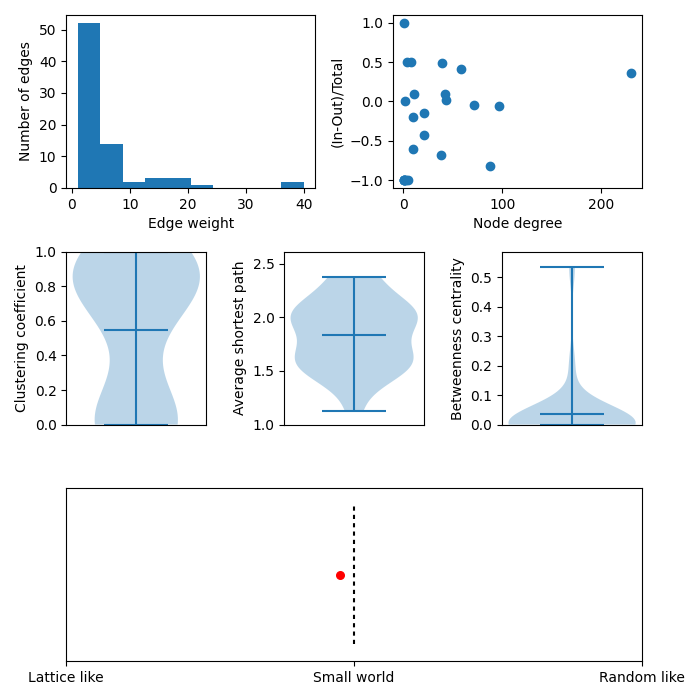 Number of edges
50
40
30
20
10
0
0 10 20 30 40
Edge weight
(In-Out)/Total
1.0
0.5
0.0
−0.5
−1.0
0 100 200
Node degree
Clustering coefficient
1.0
0.8
0.6
0.4
0.2
0.0
Average shortest path
2.5
2.0
1.5
1.0
Betweenness centrality
0.5
0.4
0.3
0.2
0.1
0.0
Lattice like Small world Random like